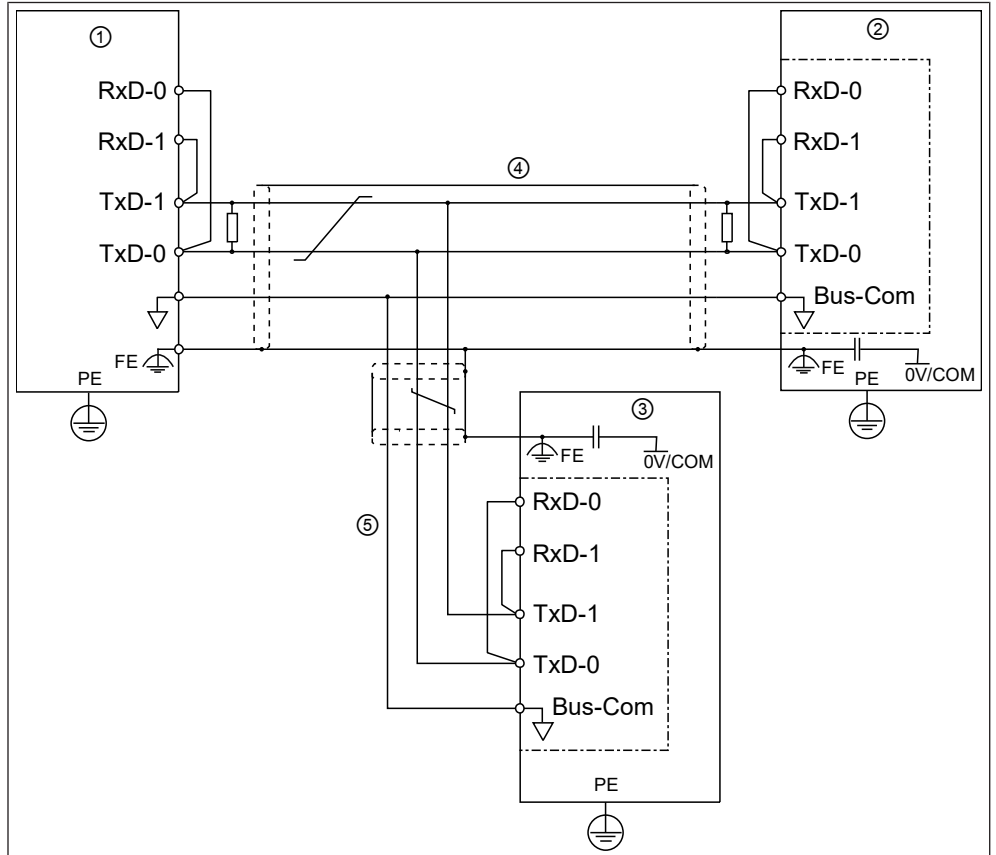 ①
RxD-0
RxD-1
TxD-1
TxD-0
FE
PE
②
RxD-0
RxD-1
TxD-1
TxD-0
Bus-Com
FE
0V/COM
PE
④
③
FE
0V/COM
RxD-0
RxD-1
TxD-1
TxD-0
Bus-Com
PE
⑤